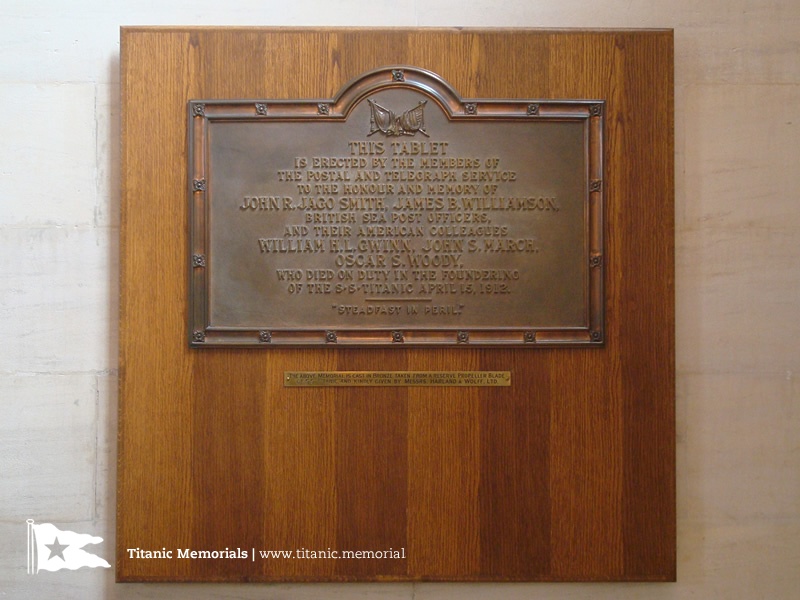 THIS TABLET
IS ERECTED BY THE MEMBERS OF
THE POSTAL AND TELEGRAPH SERVICE
TO THE HONOUR AND MEMORY OF
JOHN R. JAGO SMITH, JAMES B. WILLIAMSON,
BRITISH SEA POST OFFICERS,
AND THEIR AMERICAN COLLEAGUES
WILLIAM H. L. GWINN, JOHN S. MARCH,
OSCAR S. WOODY,
WHO DIED ON DUTY IN THE FOUNDERING
OF THE S·S·TITANIC APRIL 15, 1912.
"STEADFAST IN PERIL."
THE ABOVE MEMORIAL IS CAST IN BRONZE TAKEN FROM A RESERVE PROPELLER BLADE
AND KINDLY GIVEN BY MESSRS. HARLAND & WOLFF, LTD.
Titanic Memorials | www.titanic.memorial